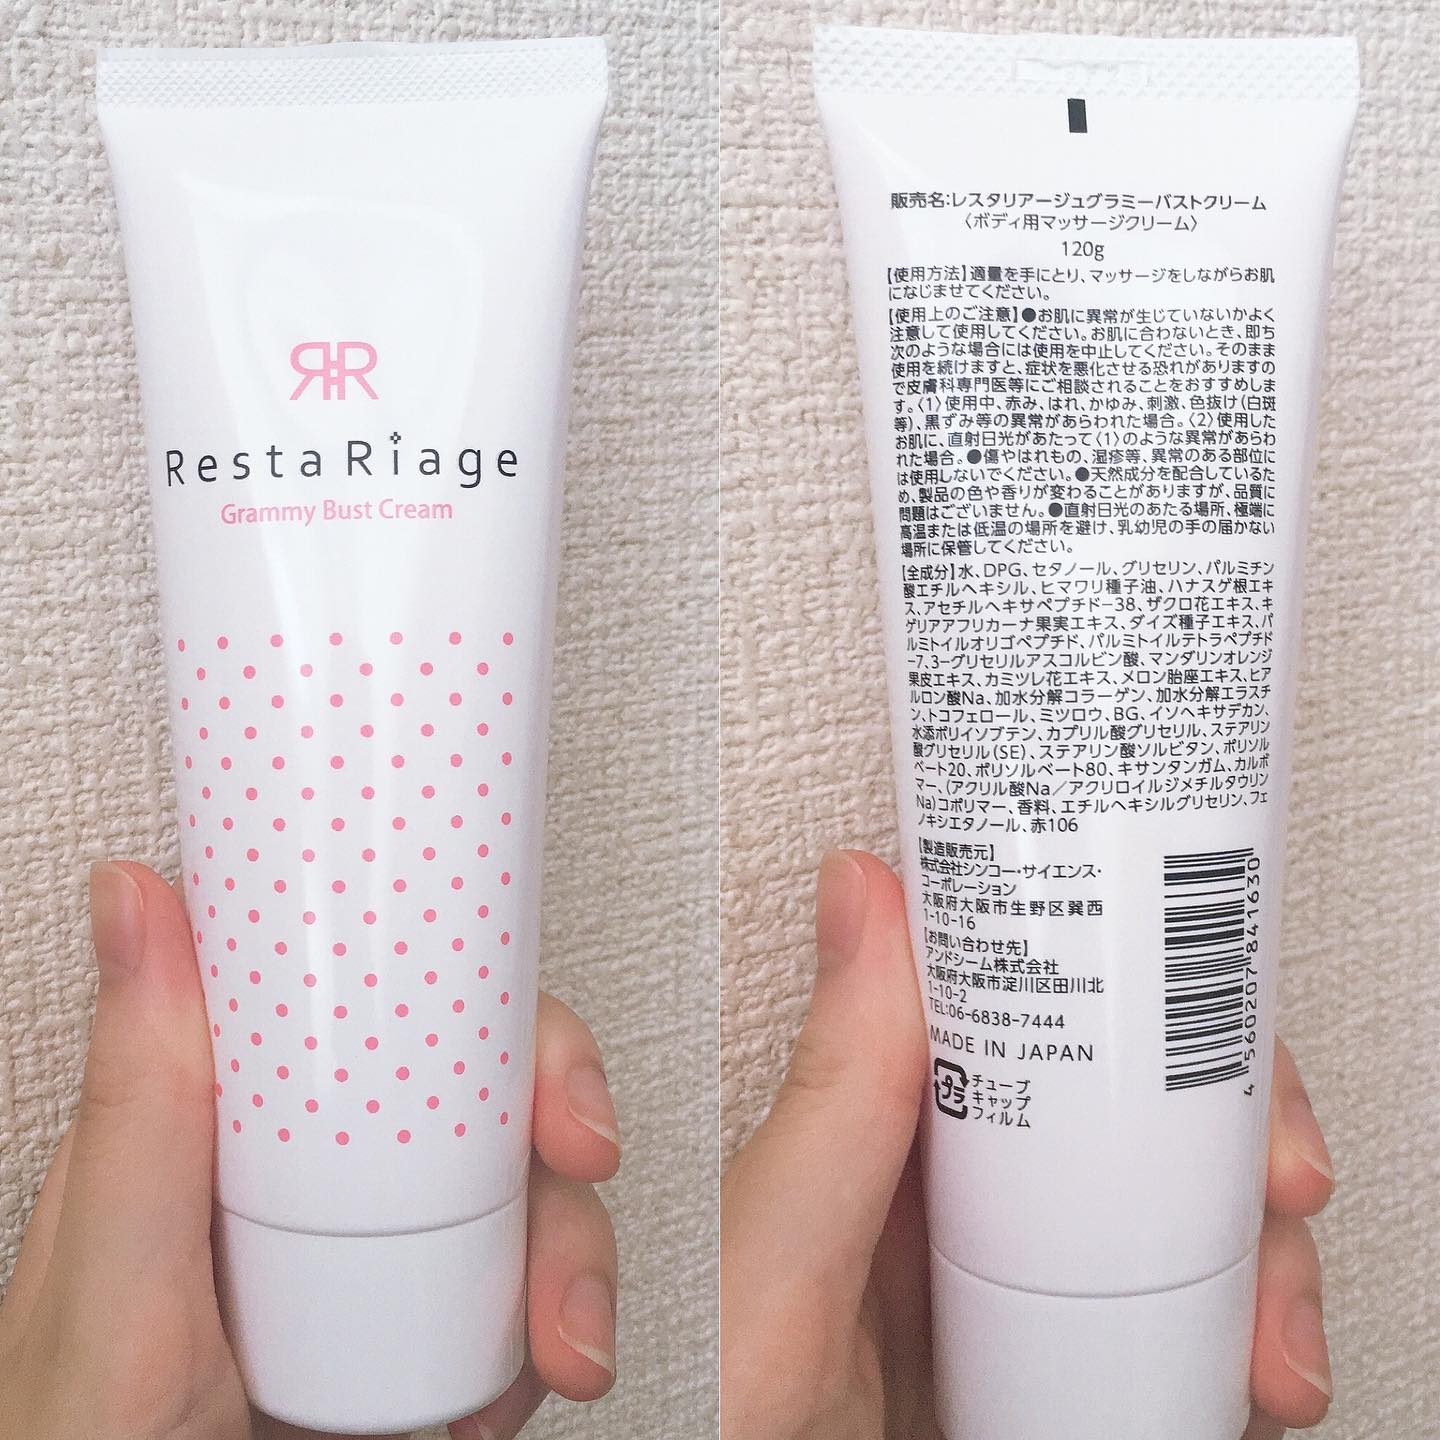 RR
RestaRiage
Grammy Bust Cream
販売名:レスタリアージュグラミーバストクリーム
〈ボディ用マッサージクリーム〉
120g
【使用方法】適量を手にとり、マッサージをしながらお肌
になじませてください。
【使用上のご注意】●お肌に異常が生じていないかよく
注意して使用してください。お肌に合わないとき、即ち
次のような場合には使用を中止してください。そのまま
使用を続けますと、症状を悪化させる恐れがありますの
で皮膚科専門医等にご相談されることをおすすめしま
す。〈1〉使用中、赤み、はれ、かゆみ、刺激、色抜け(白斑
等)、黒ずみ等の異常があらわれた場合。〈2〉使用した
お肌に、直射日光があたって〈1〉のような異常があらわ
れた場合。●傷やはれもの、湿疹等、異常のある部位に
は使用しないでください。●天然成分を配合しているた
め、製品の色や香りが変わることがありますが、品質に
問題はございません。●直射日光のあたる場所、極端に
高温または低温の場所を避け、乳幼児の手の届かない
場所に保管してください。
【全成分】水、DPG、セタノール、グリセリン、パルミチン
酸エチルヘキシル、ヒマワリ種子油、ハナスゲ根エキ
ス、アセチルヘキサペプチド-38、ザクロ花エキス、キ
ゲリアアフリカーナ果実エキス、ダイズ種子エキス、パ
ルミトイルオリゴペプチド、パルミトイルテトラペプチド
-7、3-グリセリルアスコルビン酸、マンダリンオレンジ
果皮エキス、カミツレ花エキス、メロン胎座エキス、ヒア
ルロン酸Na、加水分解コラーゲン、加水分解エラスチ
ン、トコフェロール、ミツロウ、BG、イソヘキサデカン、
水添ポリイソブテン、カプリル酸グリセリル、ステアリン
酸グリセリル(SE)、ステアリン酸ソルビタン、ポリソル
ベート20、ポリソルベート80、キサンタンガム、カルボ
マー、(アクリル酸Na／アクリロイルジメチルタウリン
Na)コポリマー、香料、エチルヘキシルグリセリン、フェ
ノキシエタノール、赤106
【製造販売元】
株式会社シンコー・サイエンス・
コーポレーション
大阪府大阪市生野区巽西
1-10-16
【お問い合わせ先】
アンドシーム株式会社
大阪府大阪市淀川区田川北
1-10-2
TEL:06-6838-7444
MADE IN JAPAN
プラ
チューブ
キャップ
フィルム
4 560207 841630